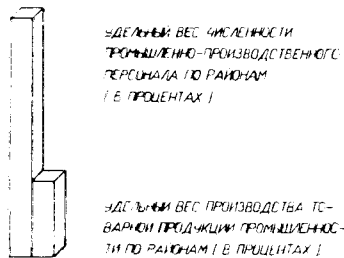 УДЕЛЬНЫЙ ВЕС ЧИСЛЕННОСТИ
ПРОМЫШЛЕННО-ПРОИЗВОДСТВЕННОГО
ПЕРСОНАЛА ПО РАЙОНАМ
( В ПРОЦЕНТАХ )
УДЕЛЬНЫЙ ВЕС ПРОИЗВОДСТВА ТО-
ВАРНОЙ ПРОДУКЦИИ ПРОМЫШЛЕННОС-
ТИ ПО РАЙОНАМ ( В ПРОЦЕНТАХ )